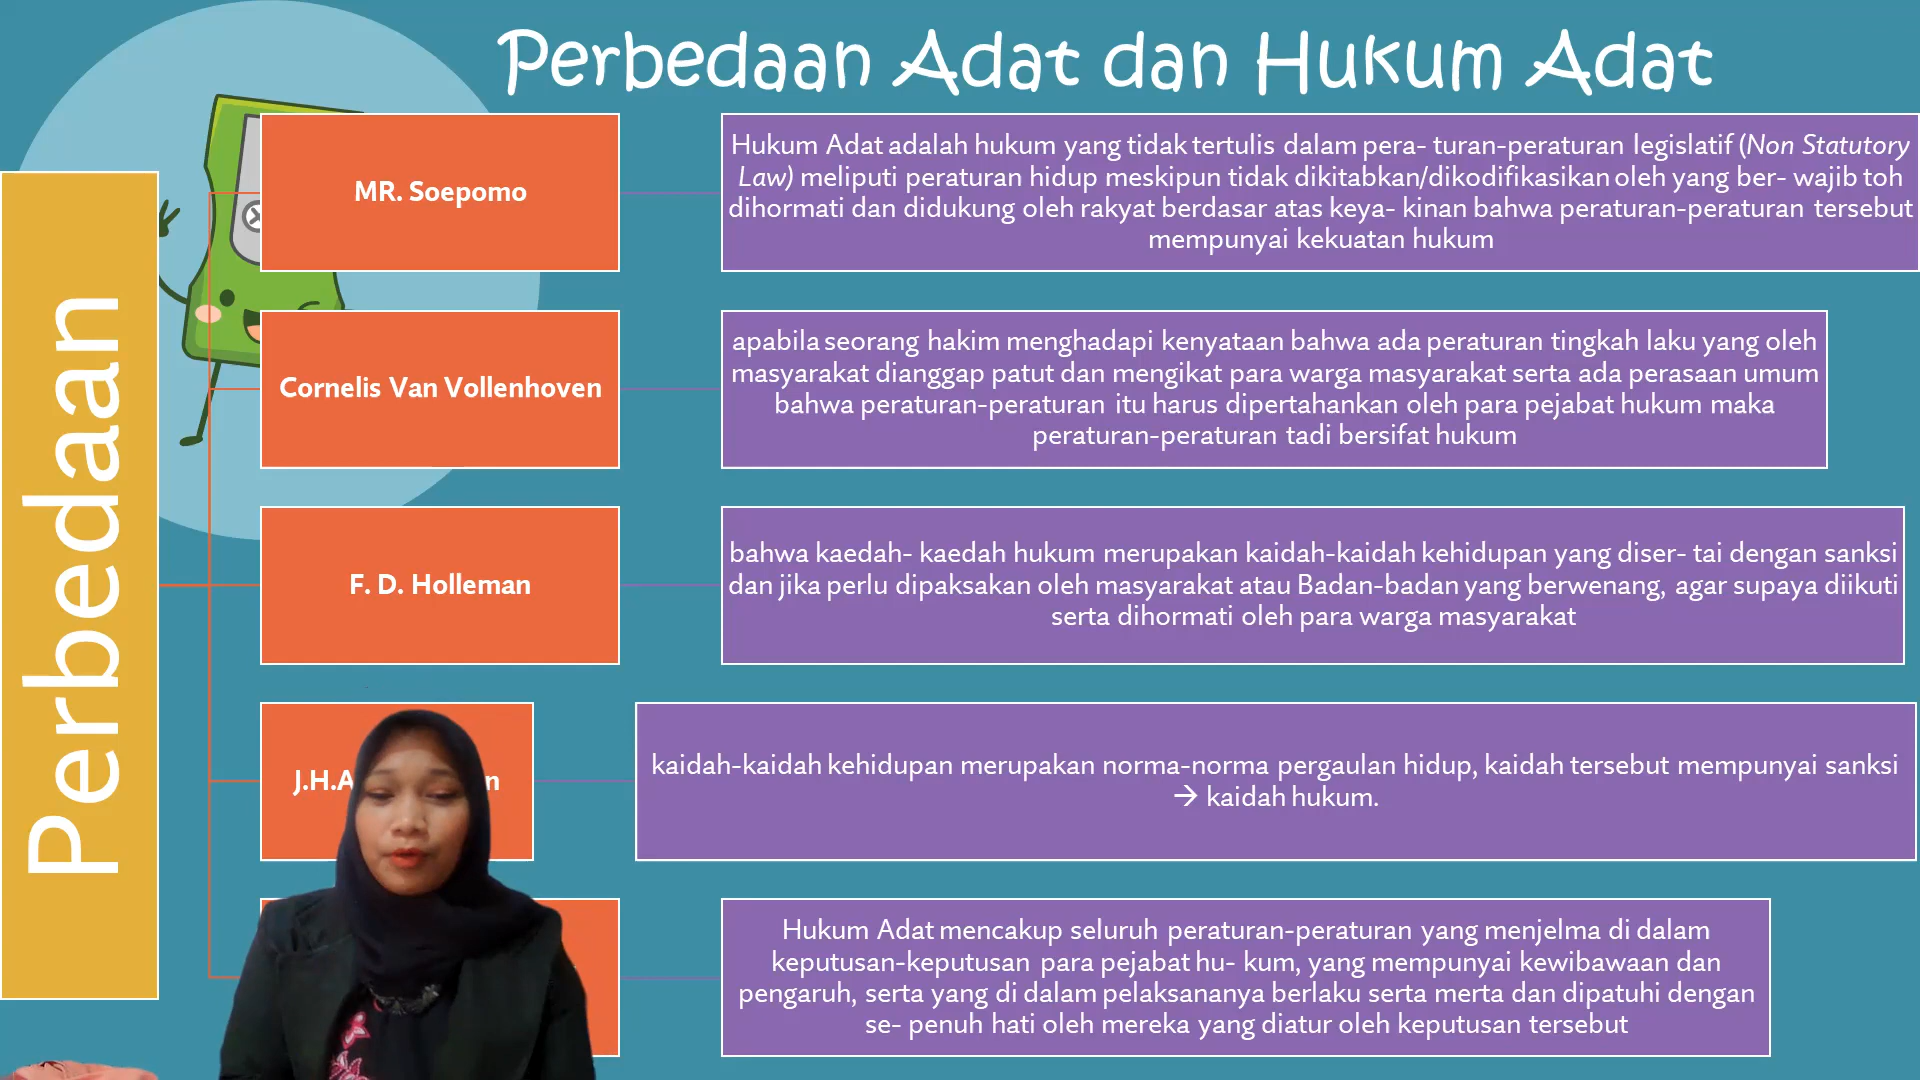 Perbedaan Adat dan Hukum Adat
Perbedaan
MR. Soepomo
Hukum Adat adalah hukum yang tidak tertulis dalam pera- turan-peraturan legislatif (Non Statutory
Law) meliputi peraturan hidup meskipun tidak dikitabkan/dikodifikasikan oleh yang ber- wajib toh
dihormati dan didukung oleh rakyat berdasar atas keya- kinan bahwa peraturan-peraturan tersebut
mempunyai kekuatan hukum
Cornelis Van Vollenhoven
apabila seorang hakim menghadapi kenyataan bahwa ada peraturan tingkah laku yang oleh
masyarakat dianggap patut dan mengikat para warga masyarakat serta ada perasaan umum
bahwa peraturan-peraturan itu harus dipertahankan oleh para pejabat hukum maka
peraturan-peraturan tadi bersifat hukum
F. D. Holleman
bahwa kaedah- kaedah hukum merupakan kaidah-kaidah kehidupan yang diser- tai dengan sanksi
dan jika perlu dipaksakan oleh masyarakat atau Badan-badan yang berwenang, agar supaya diikuti
serta dihormati oleh para warga masyarakat
J.H.A
kaidah-kaidah kehidupan merupakan norma-norma pergaulan hidup, kaidah tersebut mempunyai sanksi
→ kaidah hukum.
Hukum Adat mencakup seluruh peraturan-peraturan yang menjelma di dalam
keputusan-keputusan para pejabat hu- kum, yang mempunyai kewibawaan dan
pengaruh, serta yang di dalam pelaksananya berlaku serta merta dan dipatuhi dengan
se- penuh hati oleh mereka yang diatur oleh keputusan tersebut